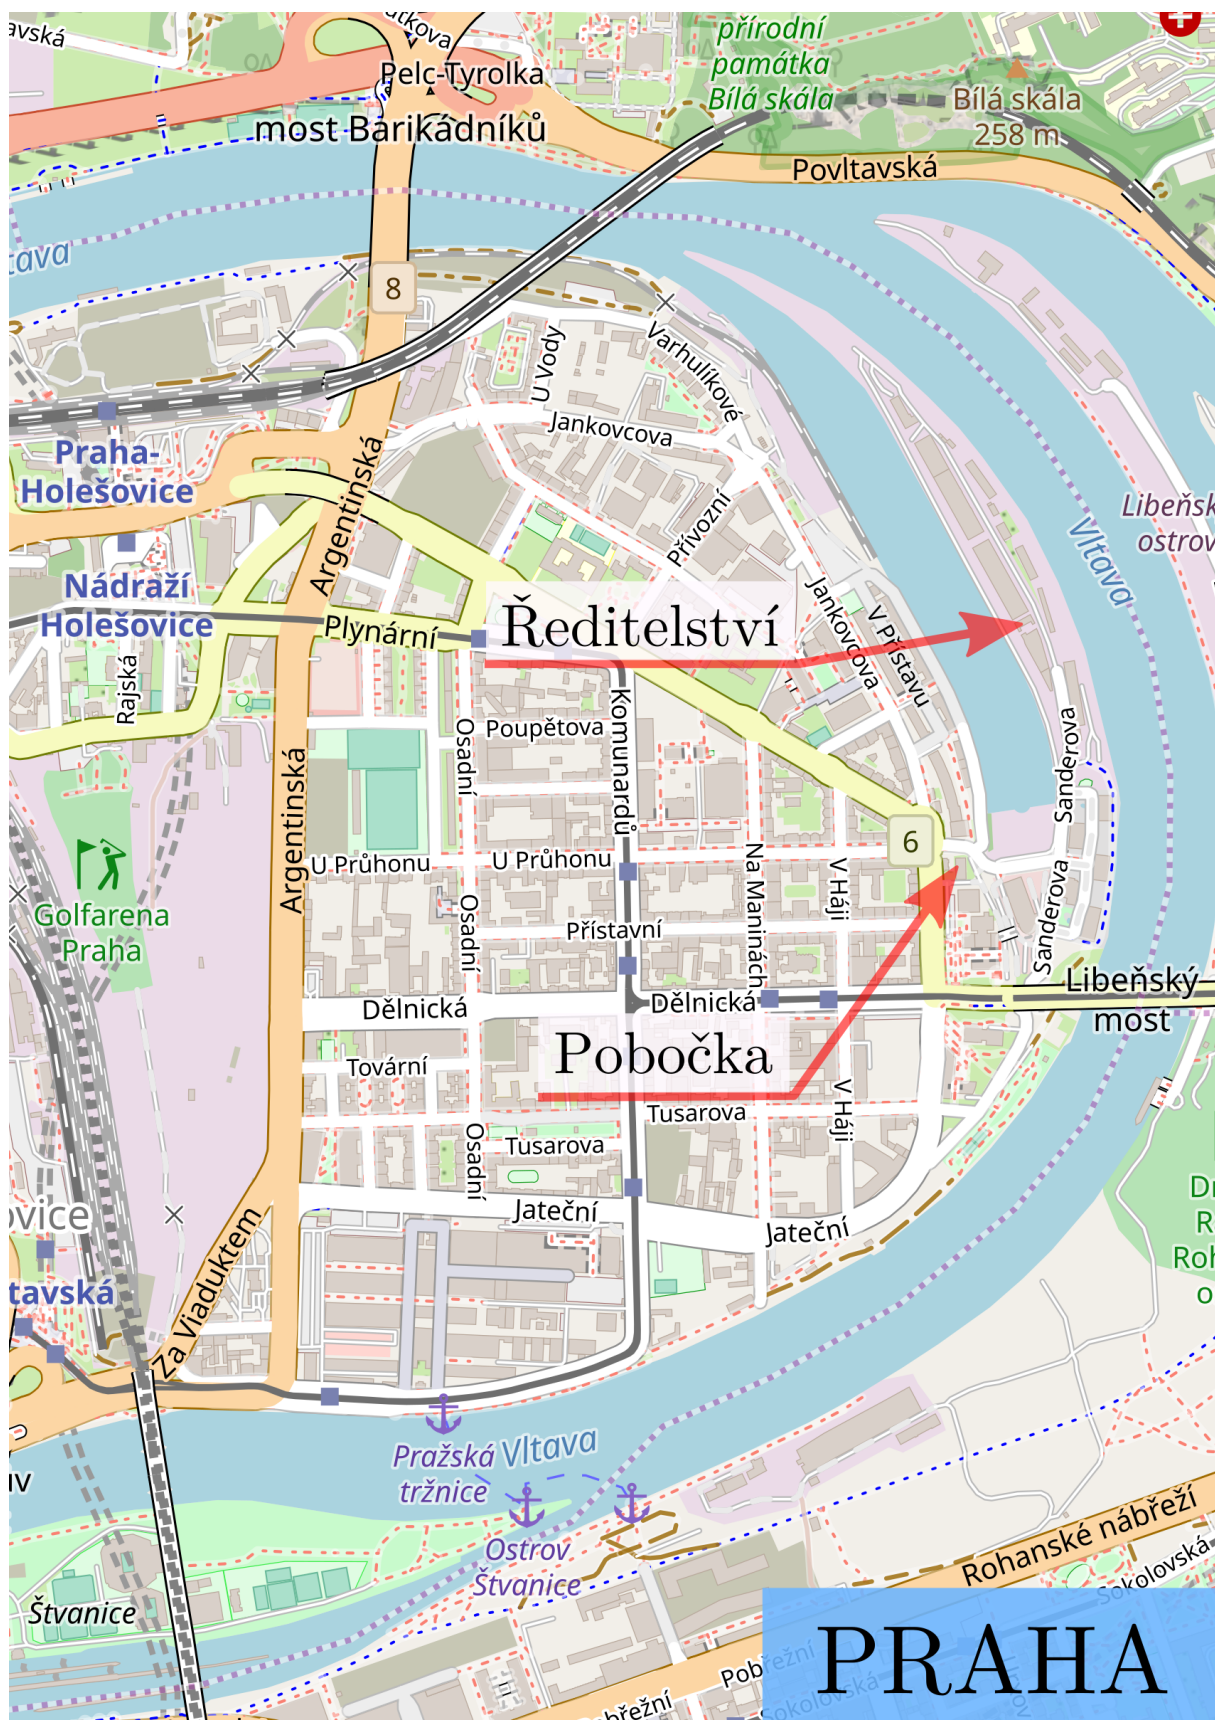 přírodní
památka
Bílá skála
Pelc-Tyrolka
most Barikádníků
Bílá skála
258 m
Povltavská
8
U Vody
Varhulíkové
Jankovcova
Praha-
Holešovice
Argentinská
Přívozní
Vltava
Nádraží
Holešovice
Plynární
Ředitelství
Jankovcova
V Přístavu
Rajská
Komunardů
Osadní
Poupětova
Sanderova
Argentinská
6
U Průhonu
U Průhonu
Na Maninách
V Háji
Golfarena
Praha
Osadní
Přístavní
Sanderova
Dělnická
Dělnická
Libeňský
most
Pobočka
Tovární
Tusarova
V Háji
Osadní
Tusarova
Jateční
Jateční
Za Viaduktem
Pražská
tržnice
Vltava
Ostrov
Štvanice
Rohanské nábřeží
Sokolovská
Štvanice
Pobřežní
Sokolovská
PRAHA